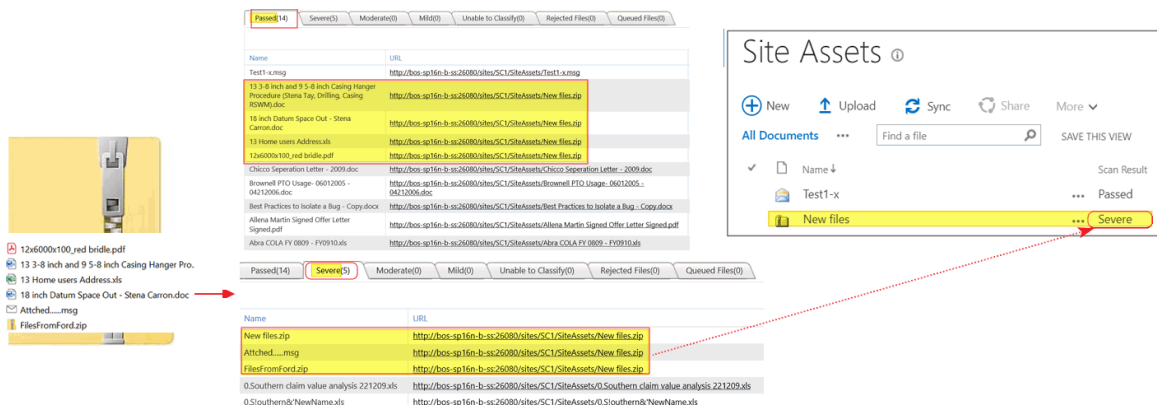 Passed(14) Severe(5) Moderate(0) Mild(0) Unable to Classify(0) Rejected Files(0) Queued Files(0)
Name URL
Test1-x.msg http://bos-sp16n-b-ss:26080/sites/SC1/SiteAssets/Test1-x.msg
13 3-8 inch and 9 5-8 inch Casing Hanger
Procedure (Stena Tay, Drilling, Casing
RSWM).doc
http://bos-sp16n-b-ss:26080/sites/SC1/SiteAssets/New files.zip
18 inch Datum Space Out - Stena
Carron.doc
http://bos-sp16n-b-ss:26080/sites/SC1/SiteAssets/New files.zip
13 Home users Address.xls http://bos-sp16n-b-ss:26080/sites/SC1/SiteAssets/New files.zip
12x6000x100_red bridle.pdf http://bos-sp16n-b-ss:26080/sites/SC1/SiteAssets/New files.zip
Chicco Seperation Letter - 2009.doc http://bos-sp16n-b-ss:26080/sites/SC1/SiteAssets/Chicco Seperation Letter - 2009.doc
Brownell PTO Usage- 06012005 -
04212006.doc
http://bos-sp16n-b-ss:26080/sites/SC1/SiteAssets/Brownell PTO Usage- 06012005 -
04212006.doc
Best Practices to Isolate a Bug - Copy.docx http://bos-sp16n-b-ss:26080/sites/SC1/SiteAssets/Best Practices to Isolate a Bug - Copy.docx
Allena Martin Signed Offer Letter
Signed.pdf
http://bos-sp16n-b-ss:26080/sites/SC1/SiteAssets/Allena Martin Signed Offer Letter Signed.pdf
Abra COLA FY 0809 - FY0910.xls http://bos-sp16n-b-ss:26080/sites/SC1/SiteAssets/Abra COLA FY 0809 - FY0910.xls
12x6000x100_red bridle.pdf
13 3-8 inch and 9 5-8 inch Casing Hanger Pro.
13 Home users Address.xls
18 inch Datum Space Out - Stena Carron.doc
Attched......msg
FilesFromFord.zip
Passed(14) Severe(5) Moderate(0) Mild(0) Unable to Classify(0) Rejected Files(0) Queued Files(0)
Name URL
New files.zip http://bos-sp16n-b-ss:26080/sites/SC1/SiteAssets/New files.zip
Attched......msg http://bos-sp16n-b-ss:26080/sites/SC1/SiteAssets/New files.zip
FilesFromFord.zip http://bos-sp16n-b-ss:26080/sites/SC1/SiteAssets/New files.zip
0.Southern claim value analysis 221209.xls http://bos-sp16n-b-ss:26080/sites/SC1/SiteAssets/0.Southern claim value analysis 221209.xls
0.S!outhern&'NewName.xls http://bos-sp16n-b-ss:26080/sites/SC1/SiteAssets/0.S!outhern&'NewName.xls
Site Assets
New Upload Sync Share More
All Documents ... Find a file SAVE THIS VIEW
Name Scan Result
Test1-x ... Passed
New files ... Severe